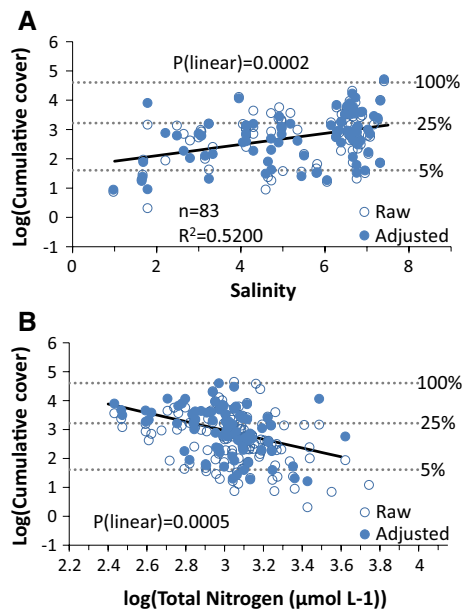 A
Log(Cumulative cover)
6
5
4
3
2
1
0
-1
P(linear)=0.0002
100%
25%
5%
n=83
R²=0.5200
Raw
Adjusted
0 2 4 6 8
Salinity
B
Log(Cumulative cover)
6
5
4
3
2
1
0
-1
100%
25%
5%
P(linear)=0.0005
Raw
Adjusted
2.2 2.4 2.6 2.8 3 3.2 3.4 3.6 3.8 4
log(Total Nitrogen (µmol L-1))